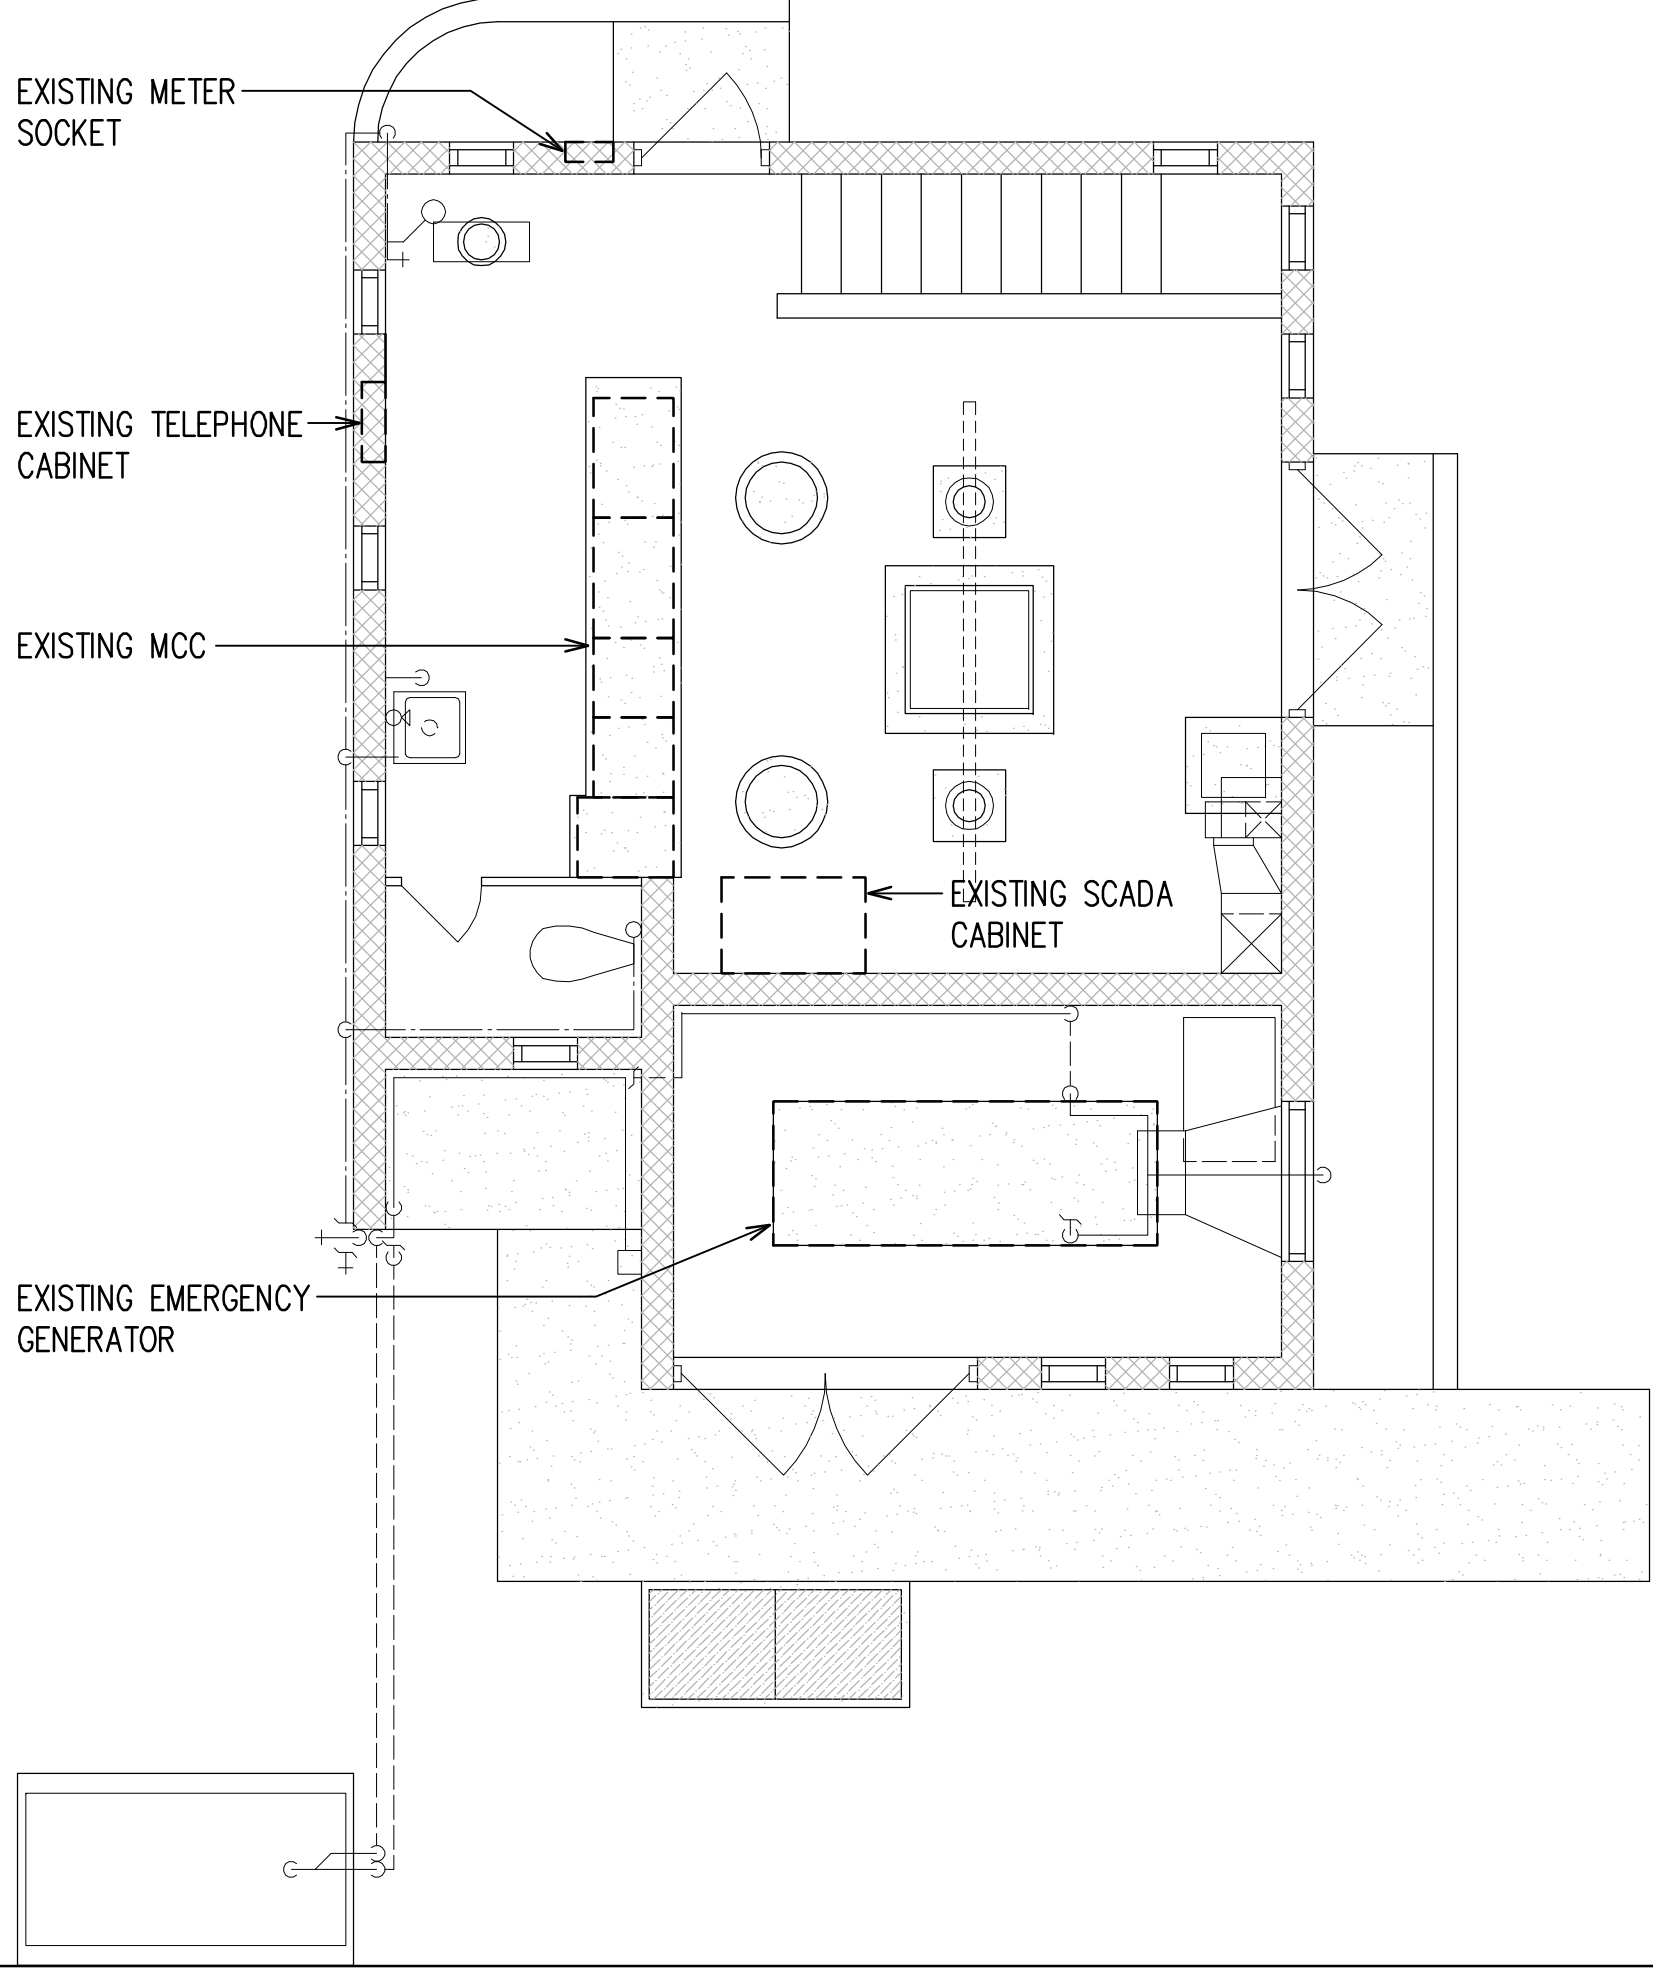 EXISTING METER
SOCKET
EXISTING TELEPHONE
CABINET
EXISTING MCC
EXISTING SCADA
CABINET
EXISTING EMERGENCY
GENERATOR